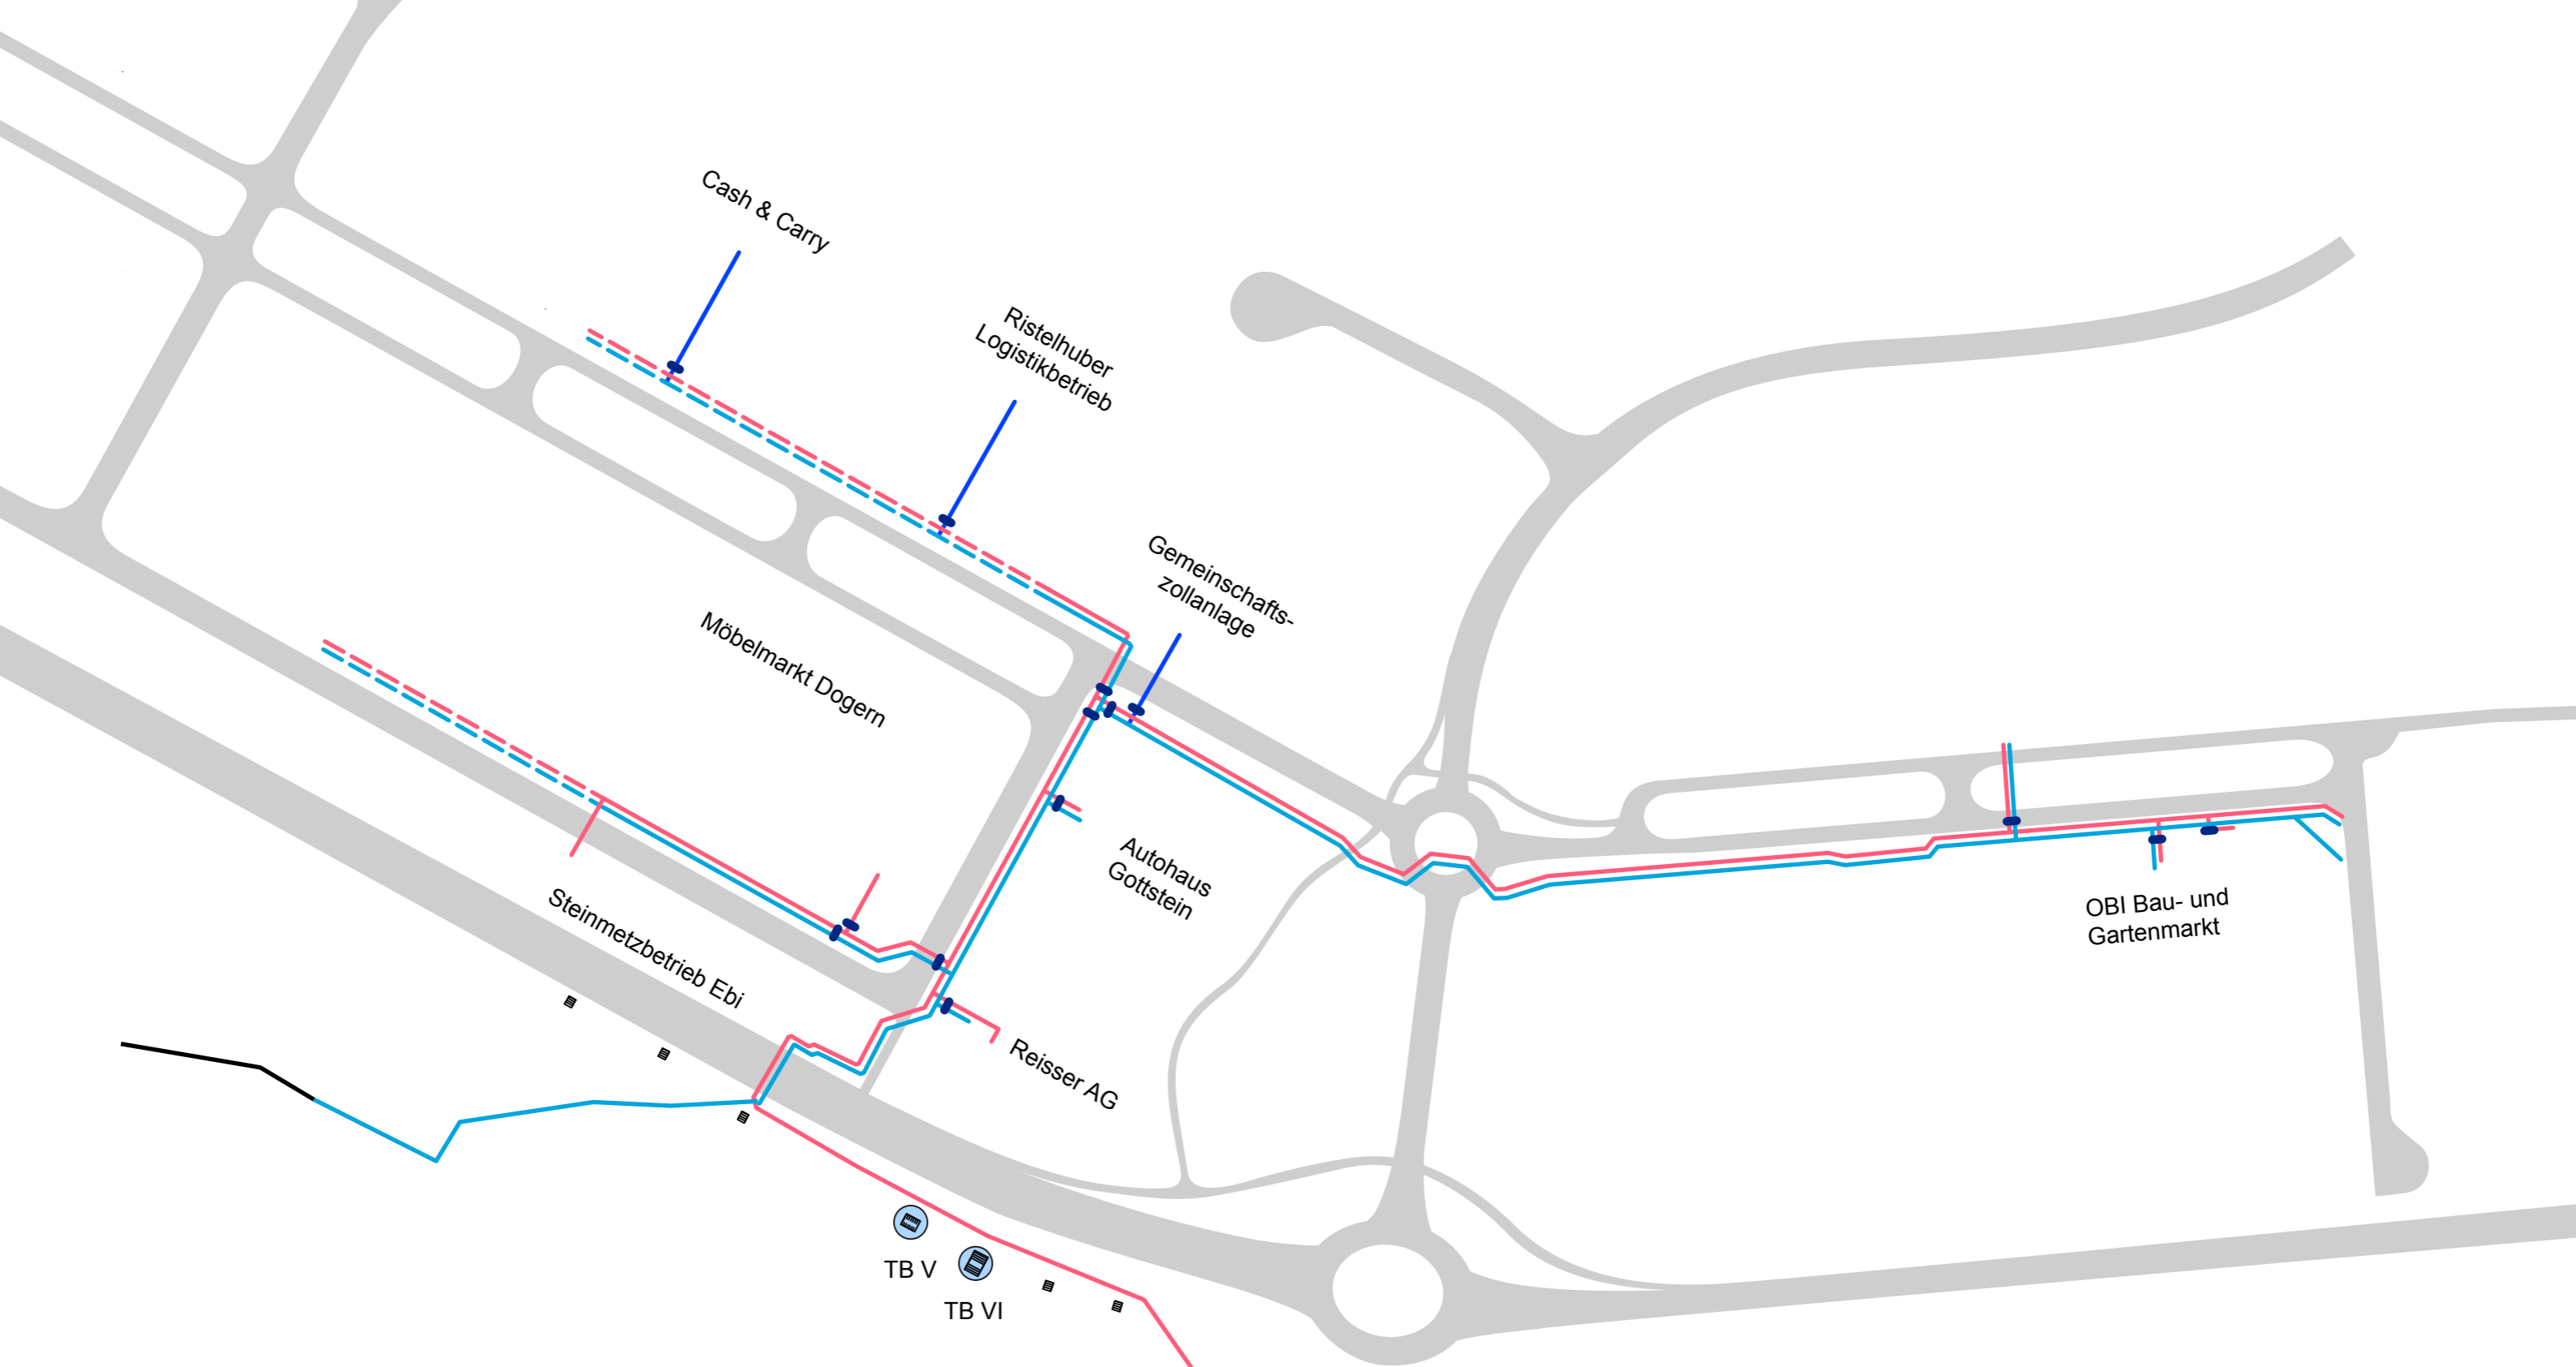 Cash & Carry
Ristelhuber
Logistikbetrieb
Gemeinschafts-
zollanlage
Möbelmarkt Dogern
Autohaus
Gottstein
Steinmetzbetrieb Ebi
OBI Bau- und
Gartenmarkt
Reisser AG
TB V
TB VI